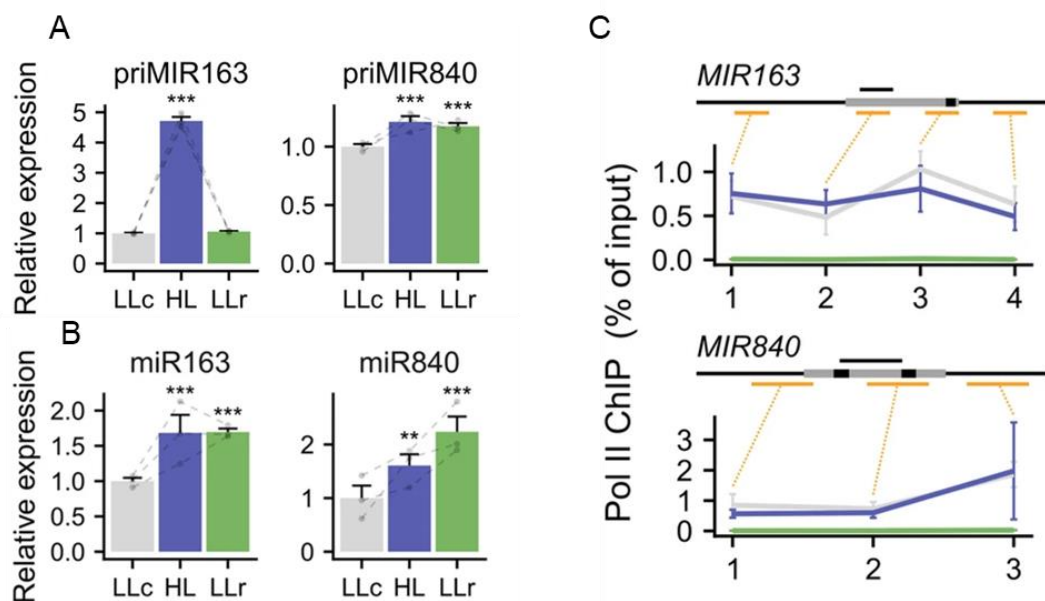 A
priMIR163
priMIR840
Relative expression
5
4
3
2
1
0
***
1.0
0.5
0.0
***
***
LLc HL LLr
LLc HL LLr
B
miR163
miR840
Relative expression
2.0
1.5
1.0
0.5
0.0
***
***
2
1
0
**
***
LLc HL LLr
LLc HL LLr
C
MIR163
Pol II ChIP (% of input)
1.0
0.5
0.0
1 2 3 4
MIR840
3
2
1
0
1 2 3